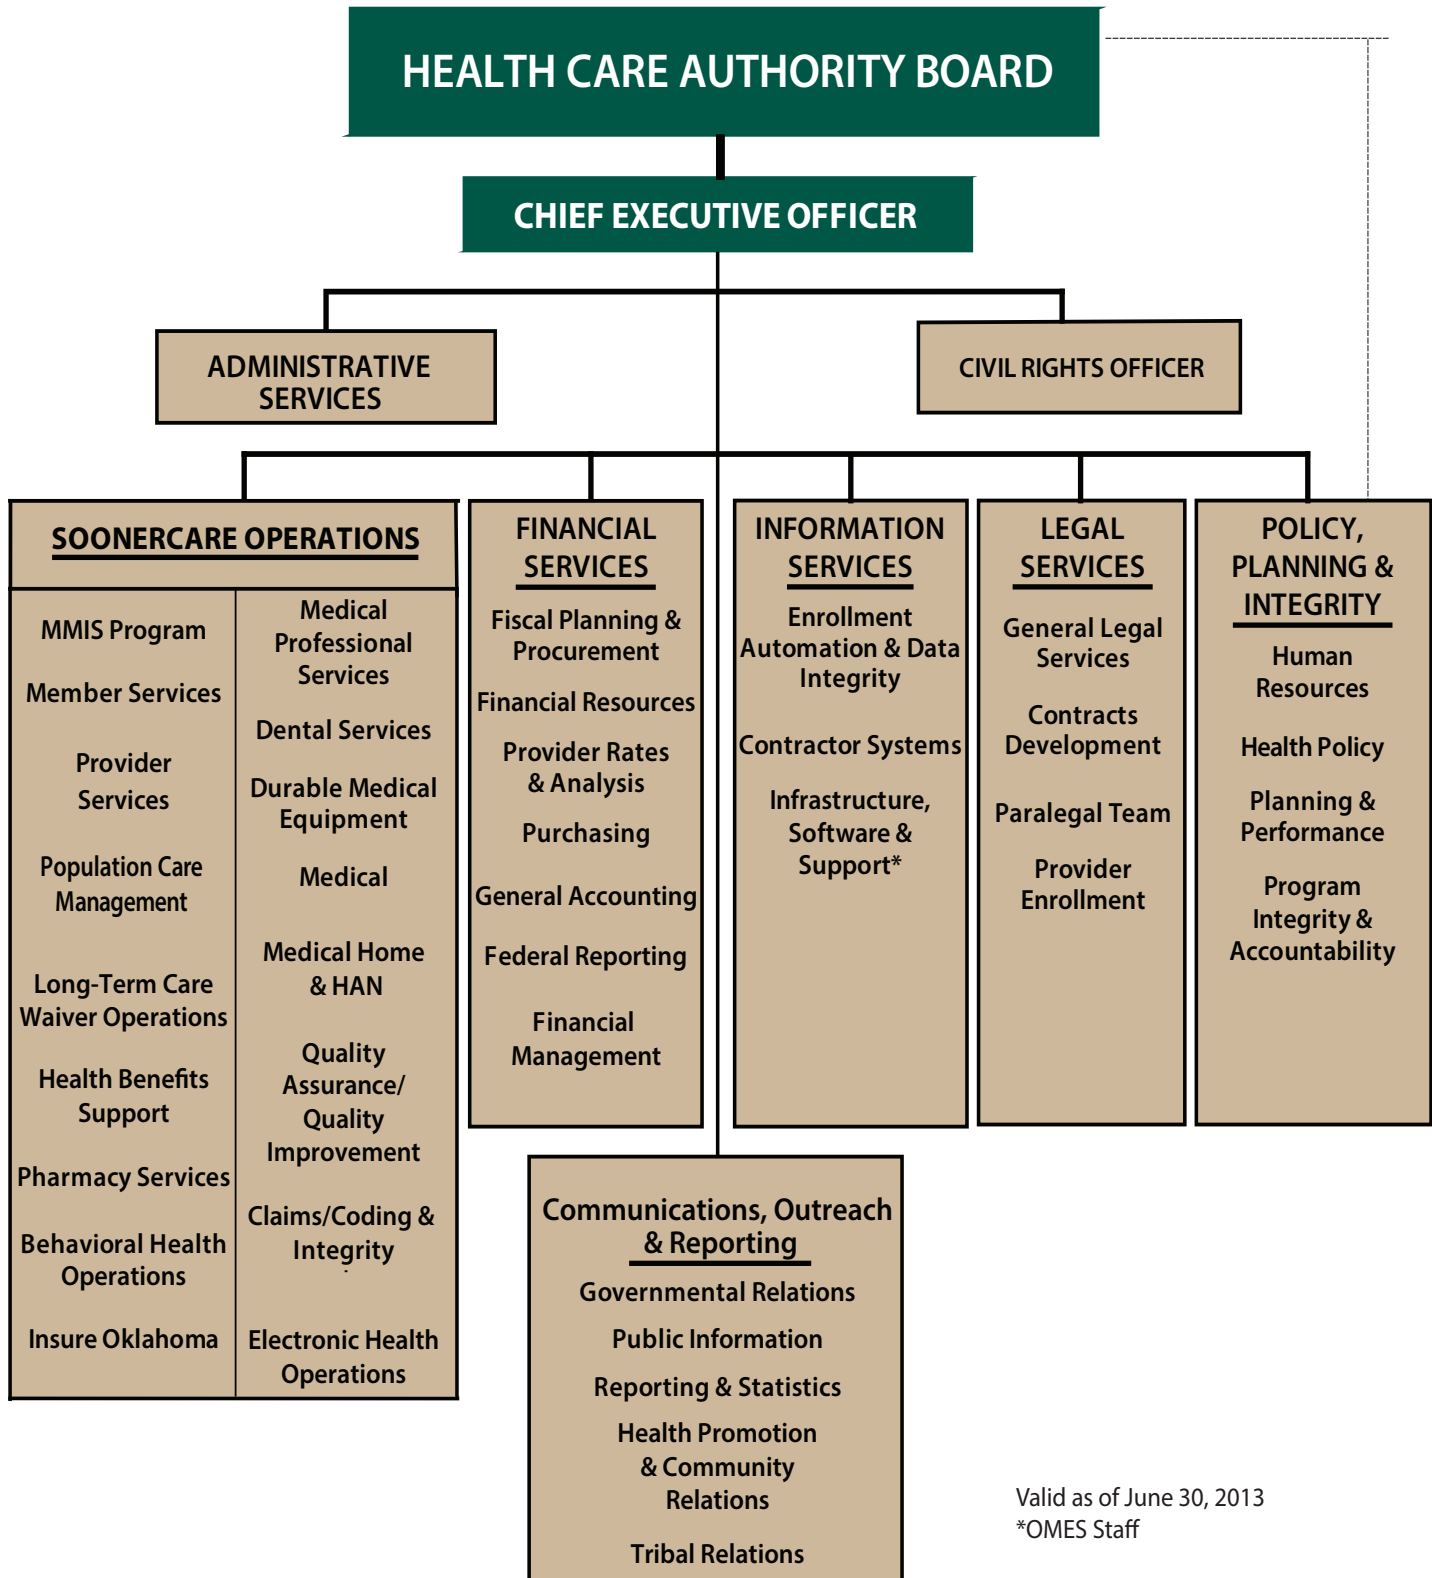 HEALTH CARE AUTHORITY BOARD
CHIEF EXECUTIVE OFFICER
ADMINISTRATIVE
SERVICES
CIVIL RIGHTS OFFICER
SOONERCARE OPERATIONS
MMIS Program
Member Services
Provider
Services
Population Care
Management
Long-Term Care
Waiver Operations
Health Benefits
Support
Pharmacy Services
Behavioral Health
Operations
Insure Oklahoma
Medical
Professional
Services
Dental Services
Durable Medical
Equipment
Medical
Medical Home
& HAN
Quality
Assurance/
Quality
Improvement
Claims/Coding &
Integrity
Electronic Health
Operations
FINANCIAL
SERVICES
Fiscal Planning &
Procurement
Financial Resources
Provider Rates
& Analysis
Purchasing
General Accounting
Federal Reporting
Financial
Management
INFORMATION
SERVICES
Enrollment
Automation & Data
Integrity
Contractor Systems
Infrastructure,
Software &
Support*
LEGAL
SERVICES
General Legal
Services
Contracts
Development
Paralegal Team
Provider
Enrollment
POLICY,
PLANNING &
INTEGRITY
Human
Resources
Health Policy
Planning &
Performance
Program
Integrity &
Accountability
Communications, Outreach
& Reporting
Governmental Relations
Public Information
Reporting & Statistics
Health Promotion
& Community
Relations
Tribal Relations
Valid as of June 30, 2013
*OMES Staff